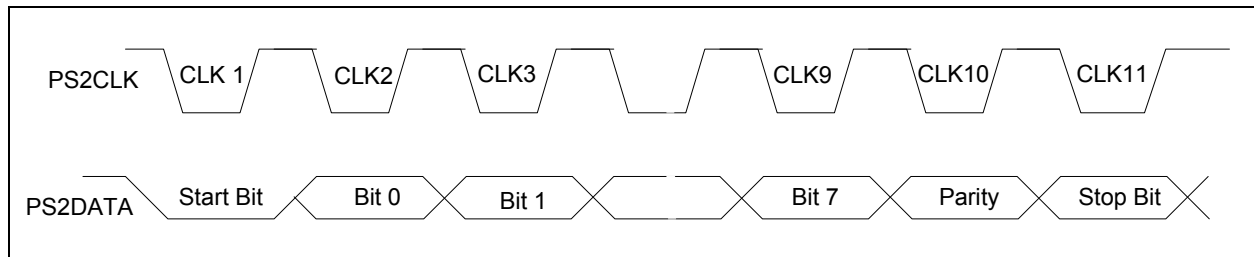 PS2CLK CLK 1 CLK2 CLK3 CLK9 CLK10 CLK11
PS2DATA Start Bit Bit 0 Bit 1 Bit 7 Parity Stop Bit